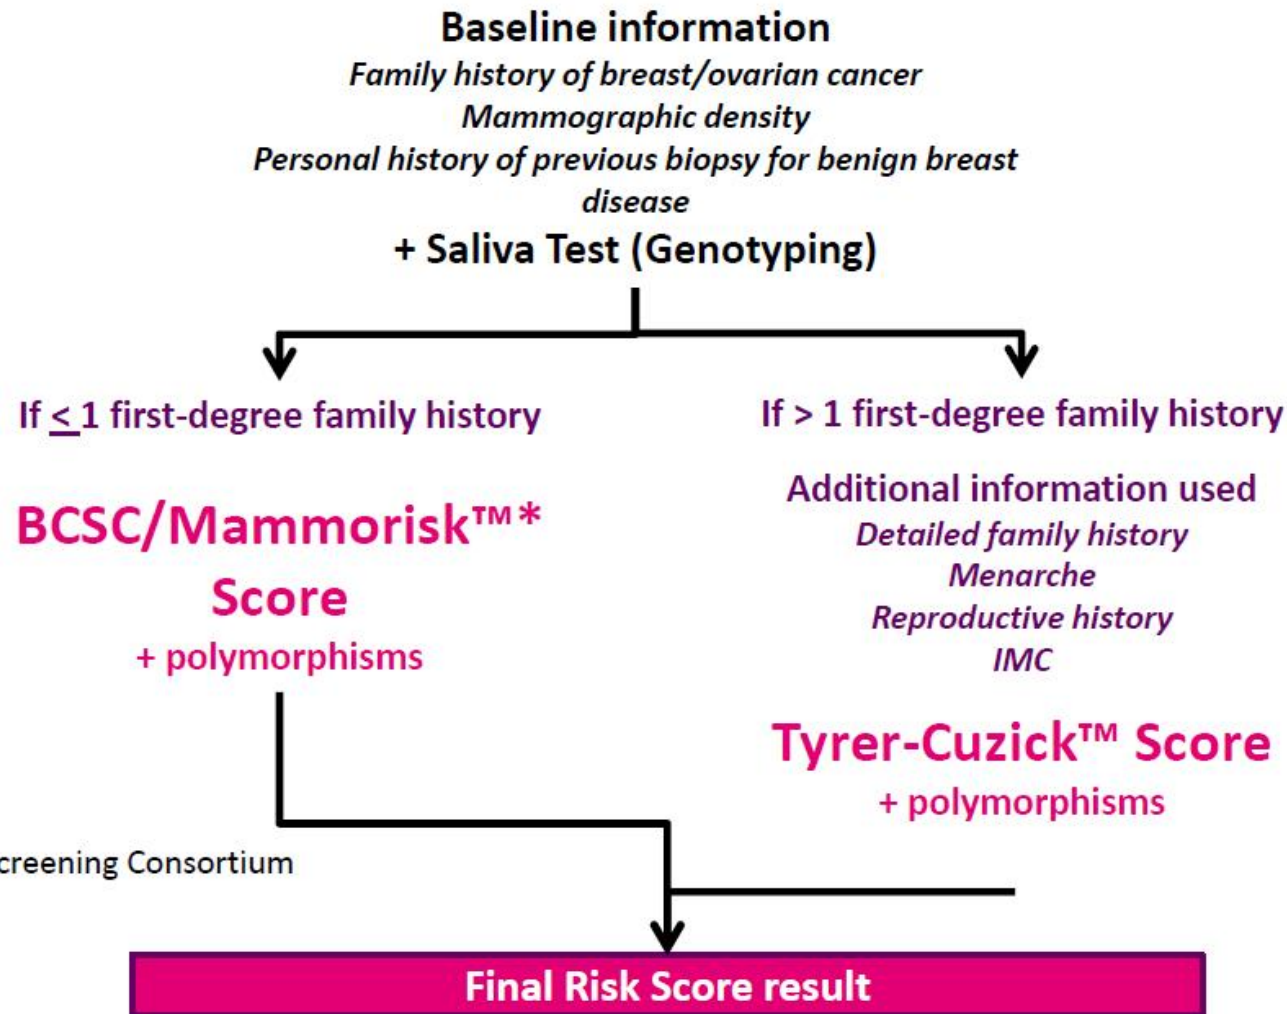 Baseline information
Family history of breast/ovarian cancer
Mammographic density
Personal history of previous biopsy for benign breast
disease
+ Saliva Test (Genotyping)
If < 1 first-degree family history
BCSC/Mammorisk™*
Score
+ polymorphisms
If > 1 first-degree family history
Additional information used
Detailed family history
Menarche
Reproductive history
IMC
Tyrer-Cuzick™ Score
+ polymorphisms
creening Consortium
Final Risk Score result